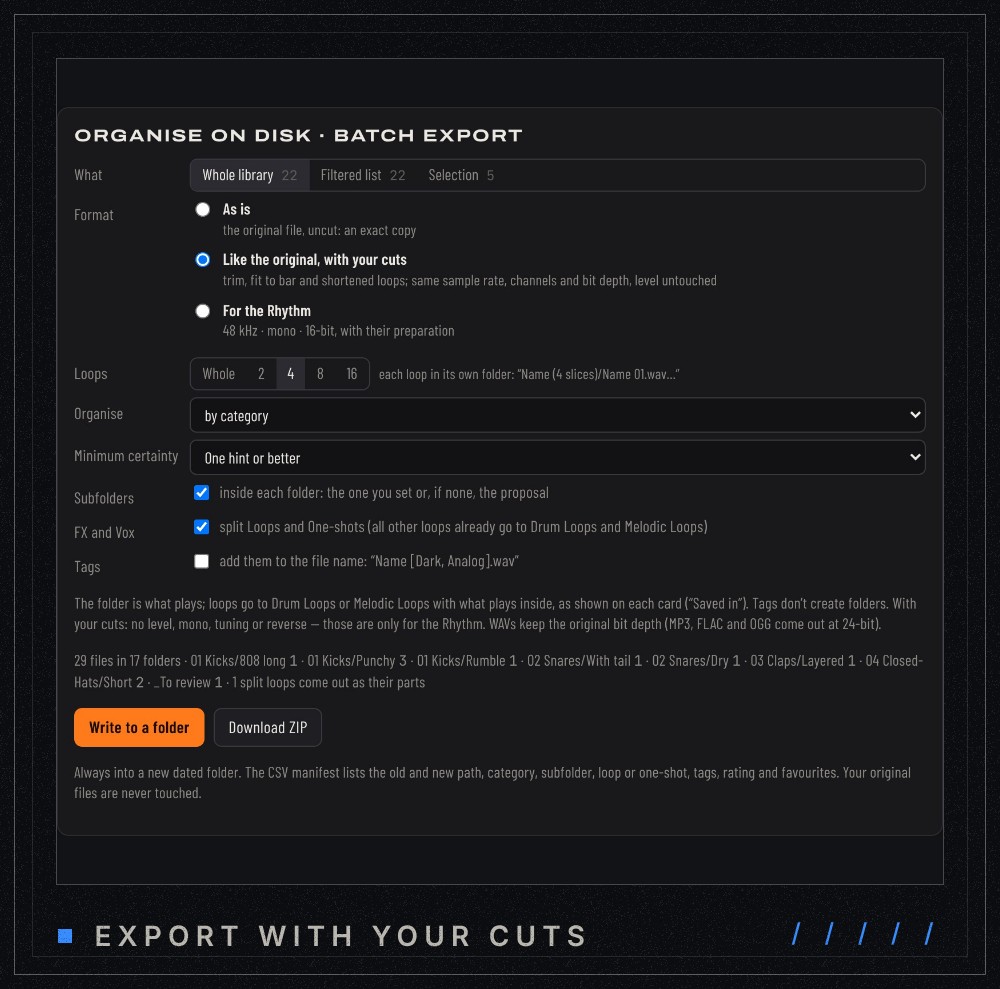 ORGANISE ON DISK · BATCH EXPORT
What
Whole library 22 Filtered list 22 Selection 5
Format
As is
the original file, uncut: an exact copy
Like the original, with your cuts
trim, fit to bar and shortened loops; same sample rate, channels and bit depth, level untouched
For the Rhythm
48 kHz · mono · 16-bit, with their preparation
Loops
Whole 2 4 8 16 each loop in its own folder: “Name (4 slices)/Name 01.wav...”
Organise
by category
Minimum certainty
One hint or better
Subfolders
inside each folder: the one you set or, if none, the proposal
FX and Vox
split Loops and One-shots (all other loops already go to Drum Loops and Melodic Loops)
Tags
add them to the file name: “Name [Dark, Analog].wav”
The folder is what plays; loops go to Drum Loops or Melodic Loops with what plays inside, as shown on each card (“Saved in”). Tags don’t create folders. With
your cuts: no level, mono, tuning or reverse — those are only for the Rhythm. WAVs keep the original bit depth (MP3, FLAC and OGG come out at 24-bit).
29 files in 17 folders · 01 Kicks/808 long 1 · 01 Kicks/Punchy 3 · 01 Kicks/Rumble 1 · 02 Snares/With tail 1 · 02 Snares/Dry 1 · 03 Claps/Layered 1 · 04 Closed-
Hats/Short 2 · _To review 1 · 1 split loops come out as their parts
Write to a folder
Download ZIP
Always into a new dated folder. The CSV manifest lists the old and new path, category, subfolder, loop or one-shot, tags, rating and favourites. Your original
files are never touched.
EXPORT WITH YOUR CUTS
/ / / / /